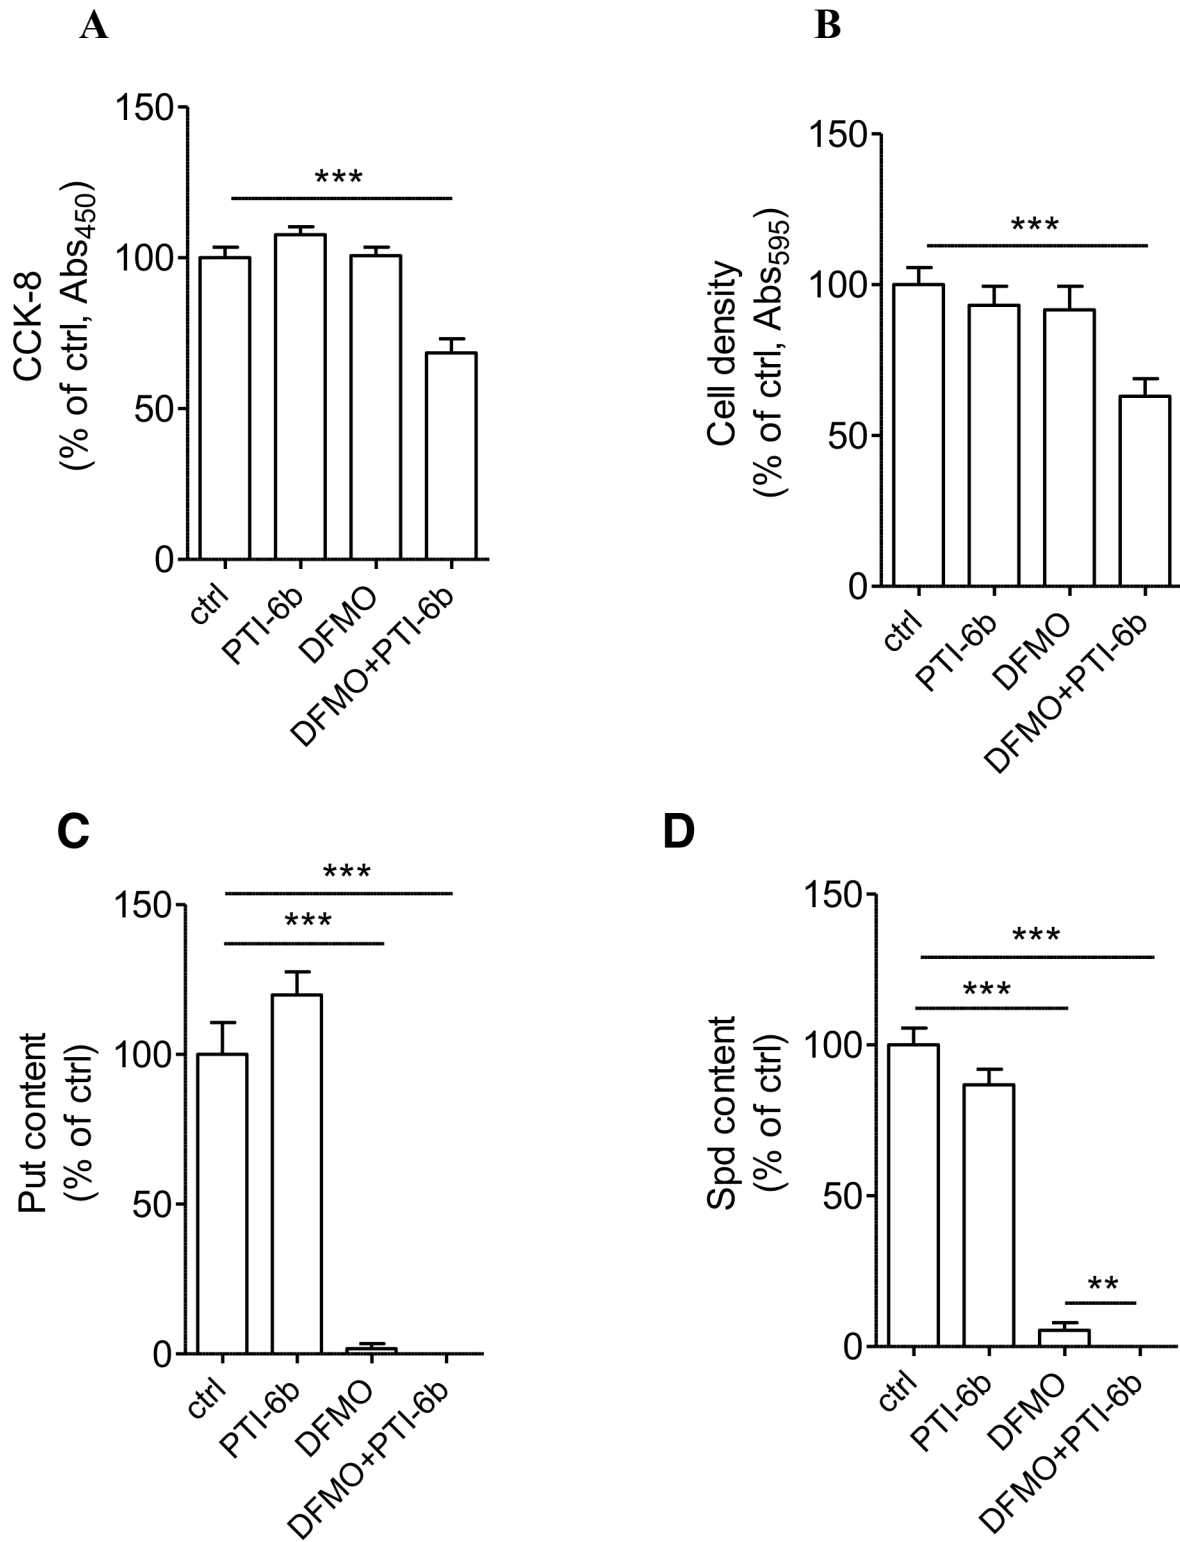 A
CCK-8
(% of ctrl, Abs450)
150
100
50
0
***
ctrl
PTI-6b
DFMO
DFMO+PTI-6b
B
Cell density
(% of ctrl, Abs595)
150
100
50
0
***
ctrl
PTI-6b
DFMO
DFMO+PTI-6b
C
Put content
(% of ctrl)
150
100
50
0
***
***
ctrl
PTI-6b
DFMO
DFMO+PTI-6b
D
Spd content
(% of ctrl)
150
100
50
0
***
***
**
ctrl
PTI-6b
DFMO
DFMO+PTI-6b